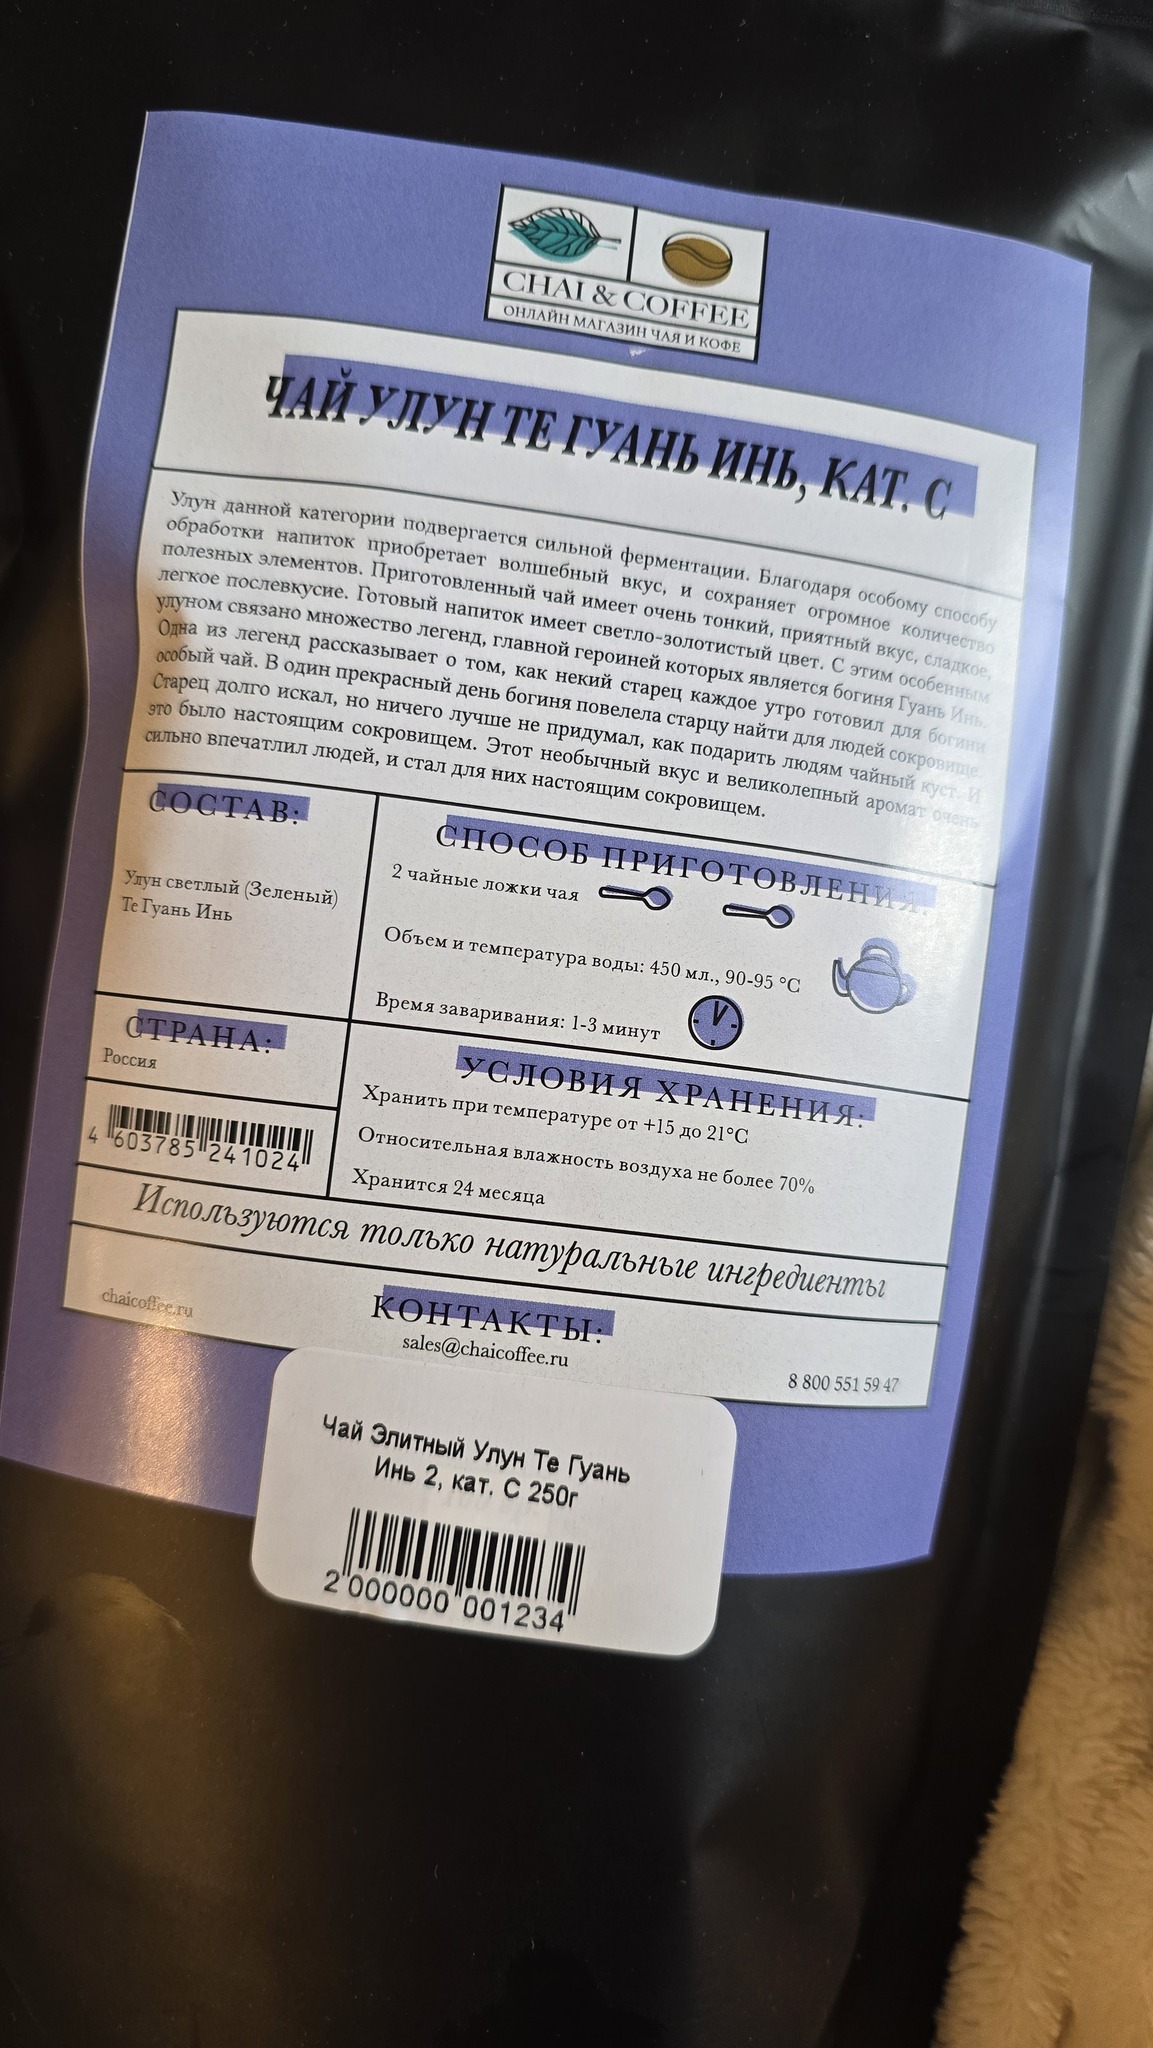 CHAI & COFFEE
ОНЛАЙН МАГАЗИН ЧАЯ И КОФЕ
ЧАЙ УЛУН ТЕ ГУАНЬ ИНЬ, КАТ. С
Улун данной категории подвергается сильной ферментации. Благодаря особому способу
обработки напиток приобретает волшебный вкус, и сохраняет огромное количество
полезных элементов. Приготовленный чай имеет очень тонкий, приятный вкус, сладкое,
легкое послевкусие. Готовый напиток имеет светло-золотистый цвет. С этим особенным
улуном связано множество легенд, главной героиней которых является богиня Гуань Инь.
Одна из легенд рассказывает о том, как некий старец каждое утро готовил для богини
особый чай. В один прекрасный день богиня повелела старцу найти для людей сокровище.
Старец долго искал, но ничего лучше не придумал, как подарить людям чайный куст. И
это было настоящим сокровищем. Этот необычный вкус и великолепный аромат очень
сильно впечатлил людей, и стал для них настоящим сокровищем.
СОСТАВ:
Улун светлый (Зеленый)
Те Гуань Инь
СПОСОБ ПРИГОТОВЛЕНИЯ:
2 чайные ложки чая
Объем и температура воды: 450 мл., 90-95 °C
Время заваривания: 1-3 минут
СТРАНА:
Россия
4 603785 241024
УСЛОВИЯ ХРАНЕНИЯ:
Хранить при температуре от +15 до 21°C
Относительная влажность воздуха не более 70%
Хранится 24 месяца
Используются только натуральные ингредиенты
КОНТАКТЫ:
chaicoffee.ru
sales@chaicoffee.ru
8 800 551 59 47
Чай Элитный Улун Те Гуань
Инь 2, кат. С 250г
2 000000 001234